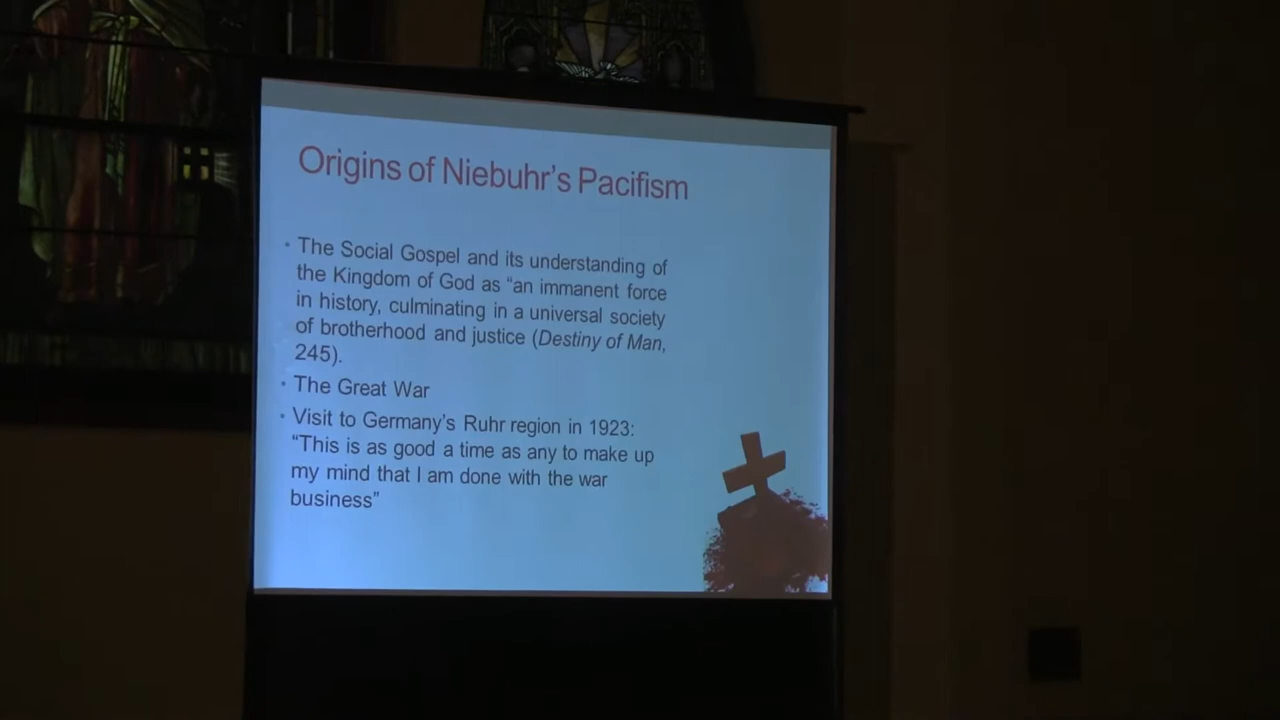 Origins of Niebuhr's Pacifism
• The Social Gospel and its understanding of
the Kingdom of God as “an immanent force
in history, culminating in a universal society
of brotherhood and justice (Destiny of Man,
245).
• The Great War
• Visit to Germany's Ruhr region in 1923:
“This is as good a time as any to make up
my mind that I am done with the war
business”